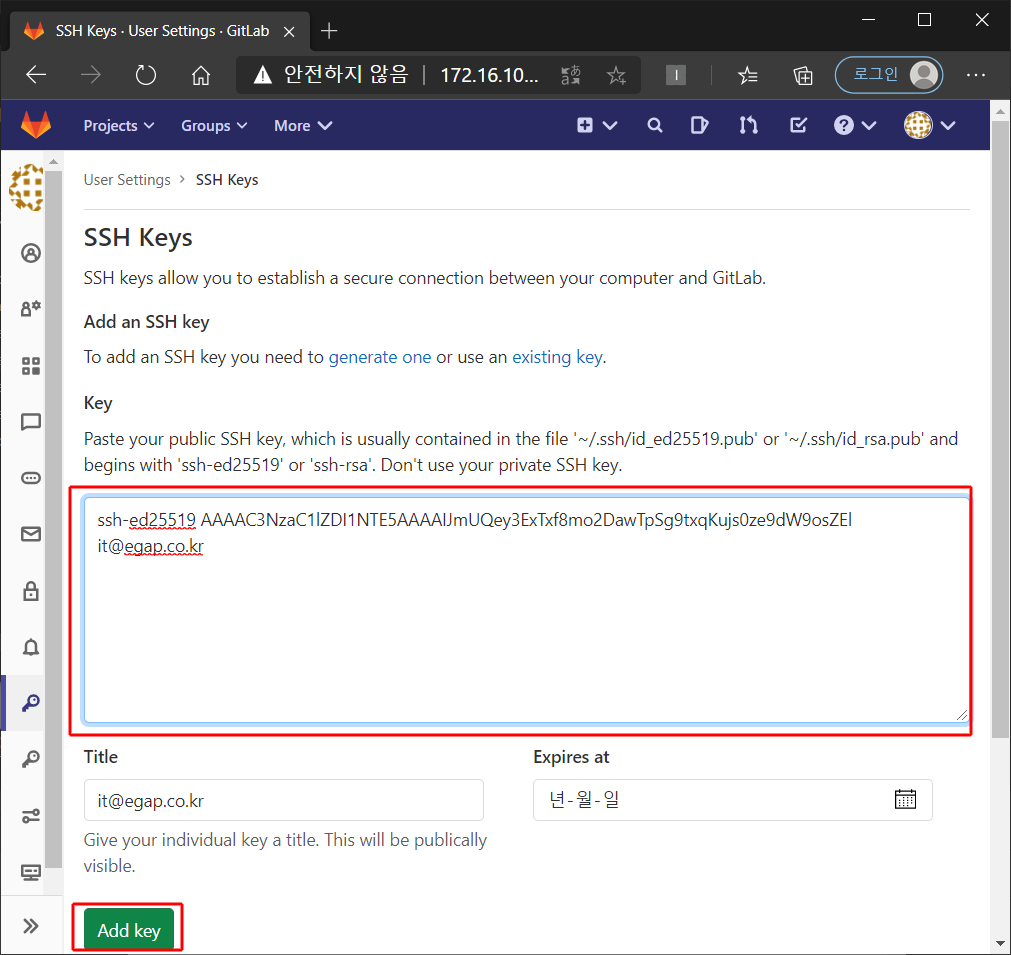 SSH Keys · User Settings · GitLab
안전하지 않음 | 172.16.10...
로그인
Projects
Groups
More
User Settings > SSH Keys
SSH Keys
SSH keys allow you to establish a secure connection between your computer and GitLab.
Add an SSH key
To add an SSH key you need to generate one or use an existing key.
Key
Paste your public SSH key, which is usually contained in the file '~/.ssh/id_ed25519.pub' or '~/.ssh/id_rsa.pub' and
begins with 'ssh-ed25519' or 'ssh-rsa'. Don't use your private SSH key.
ssh-ed25519 AAAAC3NzaC1lZDI1NTE5AAAAIJmUQey3ExTxf8mo2DawTpSg9txqKujs0ze9dW9osZEl
it@egap.co.kr
Title
Expires at
it@egap.co.kr
년-월-일
Give your individual key a title. This will be publically
visible.
Add key